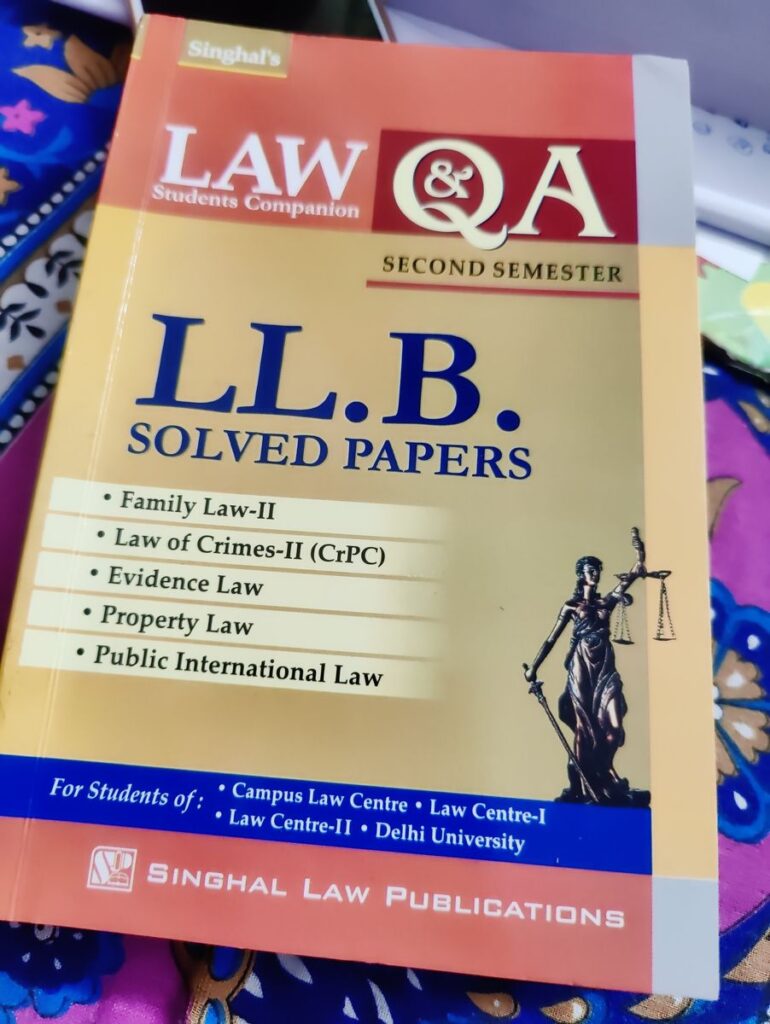 Singhal's
LAW
Students Companion
Q&A
SECOND SEMESTER
LL.B.
SOLVED PAPERS
• Family Law-II
• Law of Crimes-II (CrPC)
• Evidence Law
• Property Law
• Public International Law
For Students of : • Campus Law Centre • Law Centre-I
• Law Centre-II • Delhi University
SINGHAL LAW PUBLICATIONS